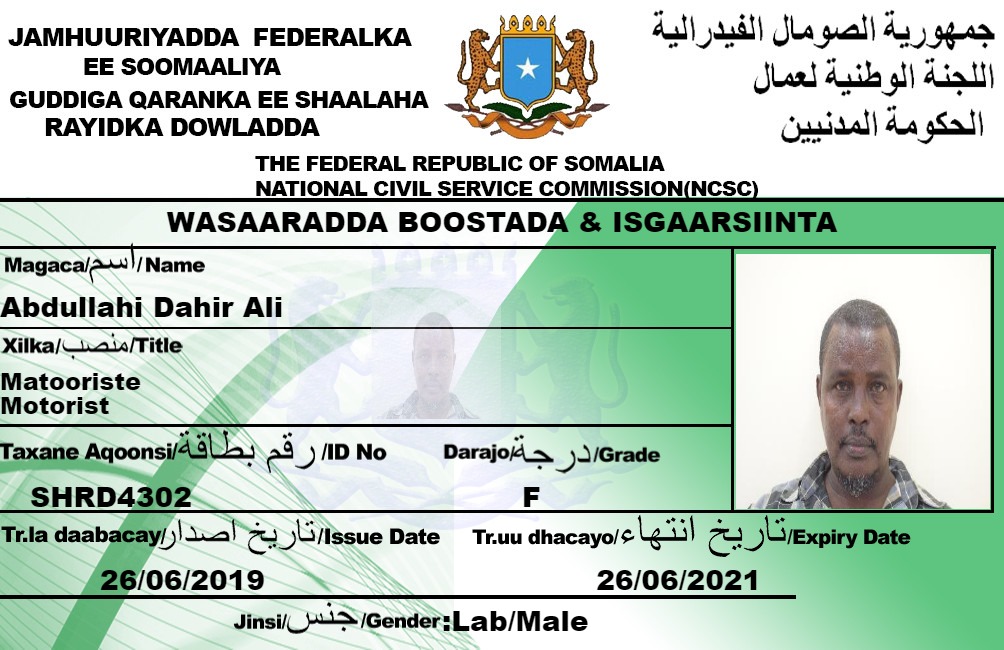 JAMHUURIYADDA FEDERALKA
EE SOOMAALIYA
GUDDIGA QARANKA EE SHAALAHA
RAYIDKA DOWLADDA
جمهورية الصومال الفيدرالية
اللجنة الوطنية لعمال
الحكومة المدنيين
THE FEDERAL REPUBLIC OF SOMALIA
NATIONAL CIVIL SERVICE COMMISSION(NCSC)
WASAARADDA BOOSTADA & ISGAARSIINTA
Magaca/اسم/Name
Abdullahi Dahir Ali
Xilka/منصب/Title
Matooriste
Motorist
Taxane Aqoonsi/رقم بطاقة/ID No
SHRD4302
Darajo/درجة/Grade
F
Tr.la daabacay/تاريخ اصدار/Issue Date
26/06/2019
Tr.uu dhacayo/تاريخ انتهاء/Expiry Date
26/06/2021
Jinsi/جنس/Gender:Lab/Male